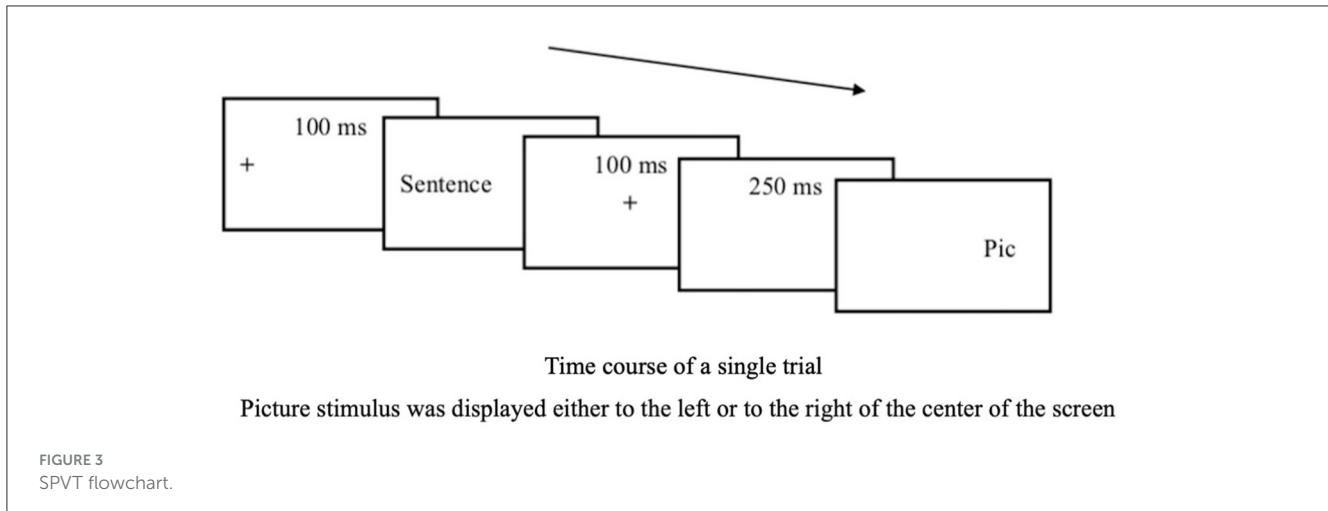 100 ms
+
Sentence
100 ms
+
250 ms
Pic
Time course of a single trial
Picture stimulus was displayed either to the left or to the right of the center of the screen
FIGURE 3
SPVT flowchart.